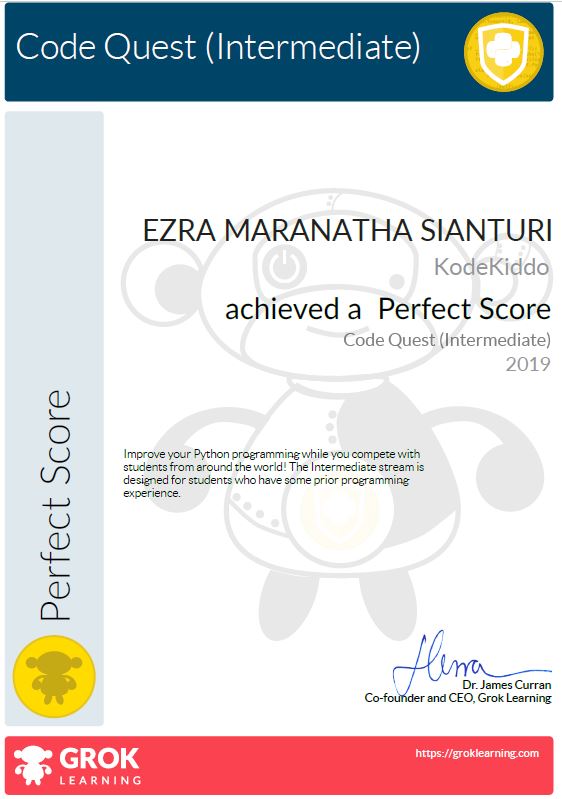 Code Quest (Intermediate)
EZRA MARANATHA SIANTURI
KodeKiddo
achieved a Perfect Score
Code Quest (Intermediate)
2019
Improve your Python programming while you compete with
students from around the world! The Intermediate stream is
designed for students who have some prior programming
experience.
Perfect Score
Dr. James Curran
Co-founder and CEO, Grok Learning
GROK
LEARNING
https://groklearning.com